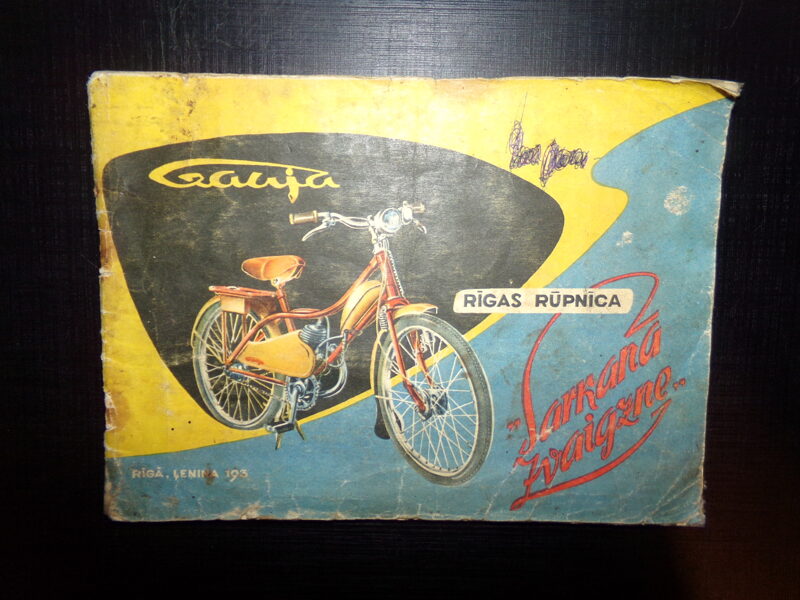 Gauja
RĪGAS RŪPNĪCA
„Sarkanā
Zvaigzne”
RĪGĀ, ĻEŅINA 193